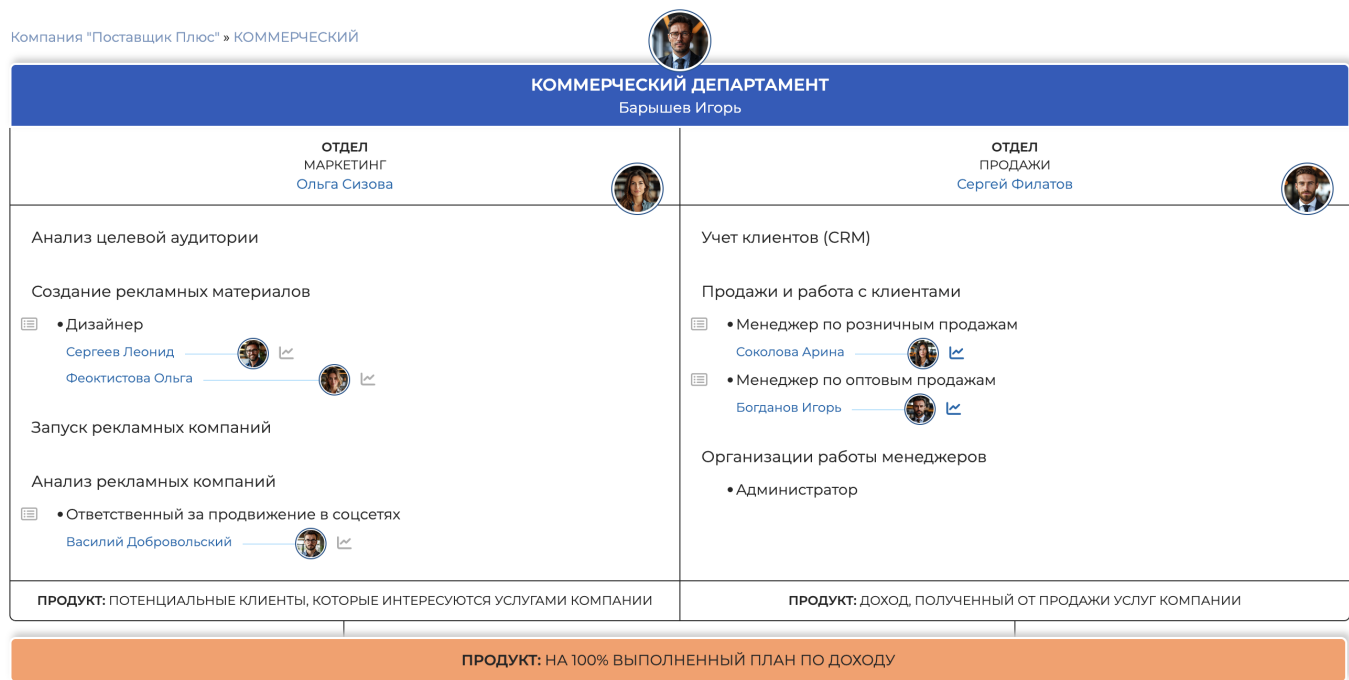 Компания "Поставщик Плюс" » КОММЕРЧЕСКИЙ
КОММЕРЧЕСКИЙ ДЕПАРТАМЕНТ
Барышев Игорь
ОТДЕЛ
МАРКЕТИНГ
Ольга Сизова
Анализ целевой аудитории
Создание рекламных материалов
• Дизайнер
Сергеев Леонид
Феоктистова Ольга
Запуск рекламных компаний
Анализ рекламных компаний
• Ответственный за продвижение в соцсетях
Василий Добровольский
ПРОДУКТ: ПОТЕНЦИАЛЬНЫЕ КЛИЕНТЫ, КОТОРЫЕ ИНТЕРЕСУЮТСЯ УСЛУГАМИ КОМПАНИИ
ОТДЕЛ
ПРОДАЖИ
Сергей Филатов
Учет клиентов (CRM)
Продажи и работа с клиентами
• Менеджер по розничным продажам
Соколова Арина
• Менеджер по оптовым продажам
Богданов Игорь
Организации работы менеджеров
• Администратор
ПРОДУКТ: ДОХОД, ПОЛУЧЕННЫЙ ОТ ПРОДАЖИ УСЛУГ КОМПАНИИ
ПРОДУКТ: НА 100% ВЫПОЛНЕННЫЙ ПЛАН ПО ДОХОДУ